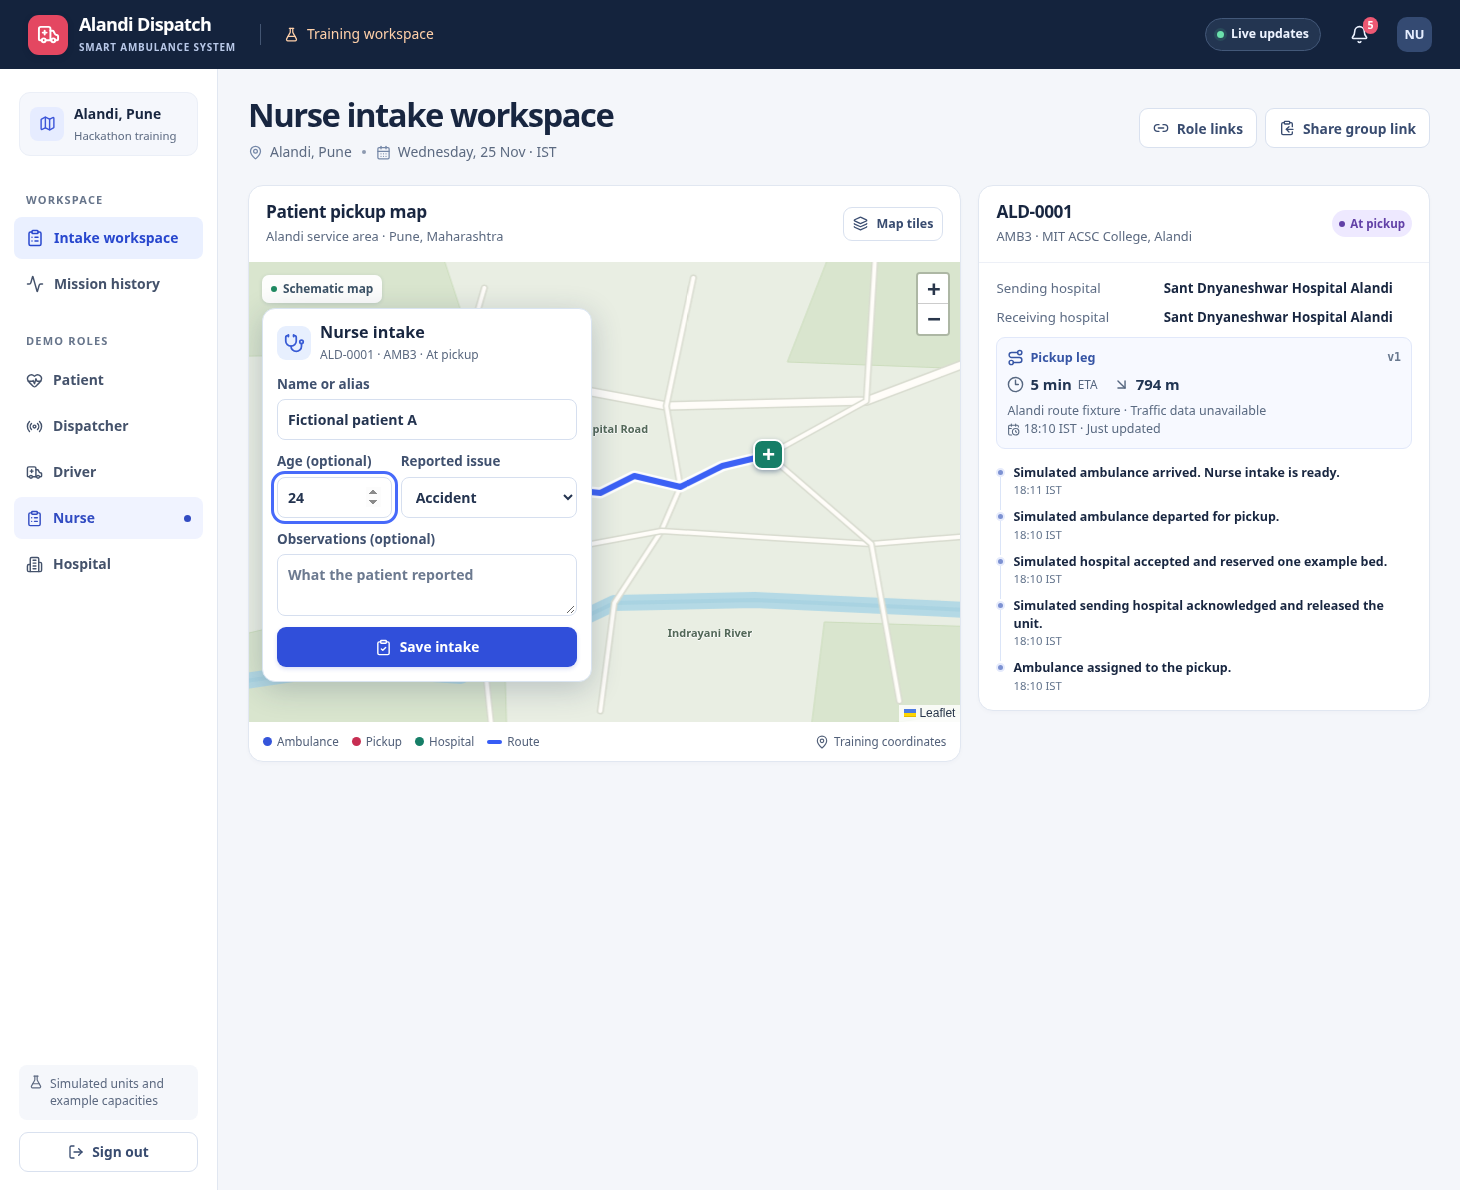 Alandi Dispatch
SMART AMBULANCE SYSTEM
Training workspace
Live updates
5
NU
Alandi, Pune
Hackathon training
WORKSPACE
Intake workspace
Mission history
DEMO ROLES
Patient
Dispatcher
Driver
Nurse
Hospital
Simulated units and
example capacities
Sign out
Nurse intake workspace
Alandi, Pune • Wednesday, 25 Nov · IST
Role links
Share group link
Patient pickup map
Alandi service area · Pune, Maharashtra
Map tiles
Schematic map
+
−
Nurse intake
ALD-0001 · AMB3 · At pickup
Name or alias
Fictional patient A
Age (optional) Reported issue
24 Accident
Observations (optional)
What the patient reported
Save intake
pital Road
Indrayani River
Leaflet
Ambulance Pickup Hospital Route
Training coordinates
ALD-0001
AMB3 · MIT ACSC College, Alandi
At pickup
Sending hospital Sant Dnyaneshwar Hospital Alandi
Receiving hospital Sant Dnyaneshwar Hospital Alandi
Pickup leg v1
5 min ETA 794 m
Alandi route fixture · Traffic data unavailable
18:10 IST · Just updated
Simulated ambulance arrived. Nurse intake is ready.
18:11 IST
Simulated ambulance departed for pickup.
18:10 IST
Simulated hospital accepted and reserved one example bed.
18:10 IST
Simulated sending hospital acknowledged and released the
unit.
18:10 IST
Ambulance assigned to the pickup.
18:10 IST